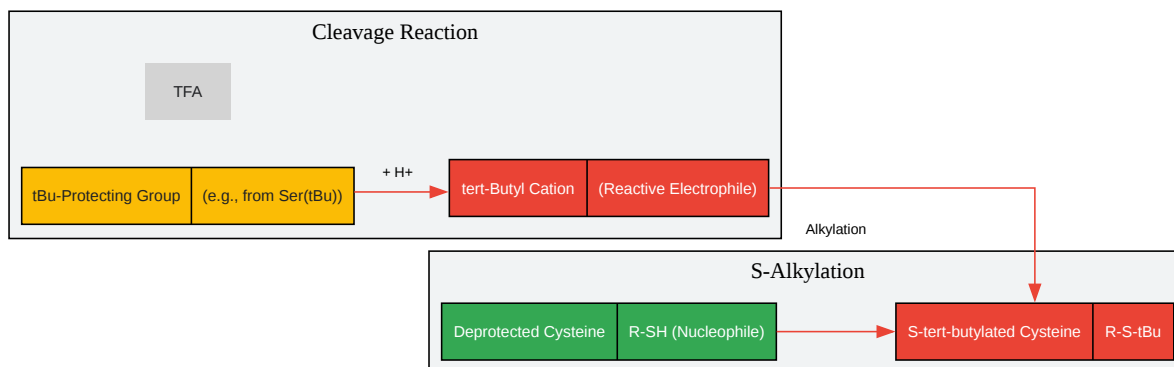 Cleavage Reaction
TFA
tBu-Protecting Group
(e.g., from Ser(tBu))
+ H+
tert-Butyl Cation
(Reactive Electrophile)
Alkylation
S-Alkylation
Deprotected Cysteine
R-SH (Nucleophile)
S-tert-butylated Cysteine
R-S-tBu